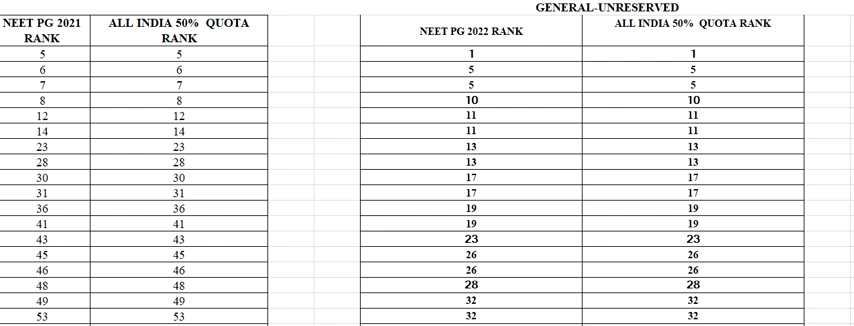 GENERAL-UNRESERVED
NEET PG 2021 RANK ALL INDIA 50% QUOTA RANK NEET PG 2022 RANK ALL INDIA 50% QUOTA RANK
5 5 1 1
6 6 5 5
7 7 5 5
8 8 10 10
12 12 11 11
14 14 11 11
23 23 13 13
28 28 13 13
30 30 17 17
31 31 17 17
36 36 19 19
41 41 19 19
43 43 23 23
45 45 26 26
46 46 26 26
48 48 28 28
49 49 32 32
53 53 32 32